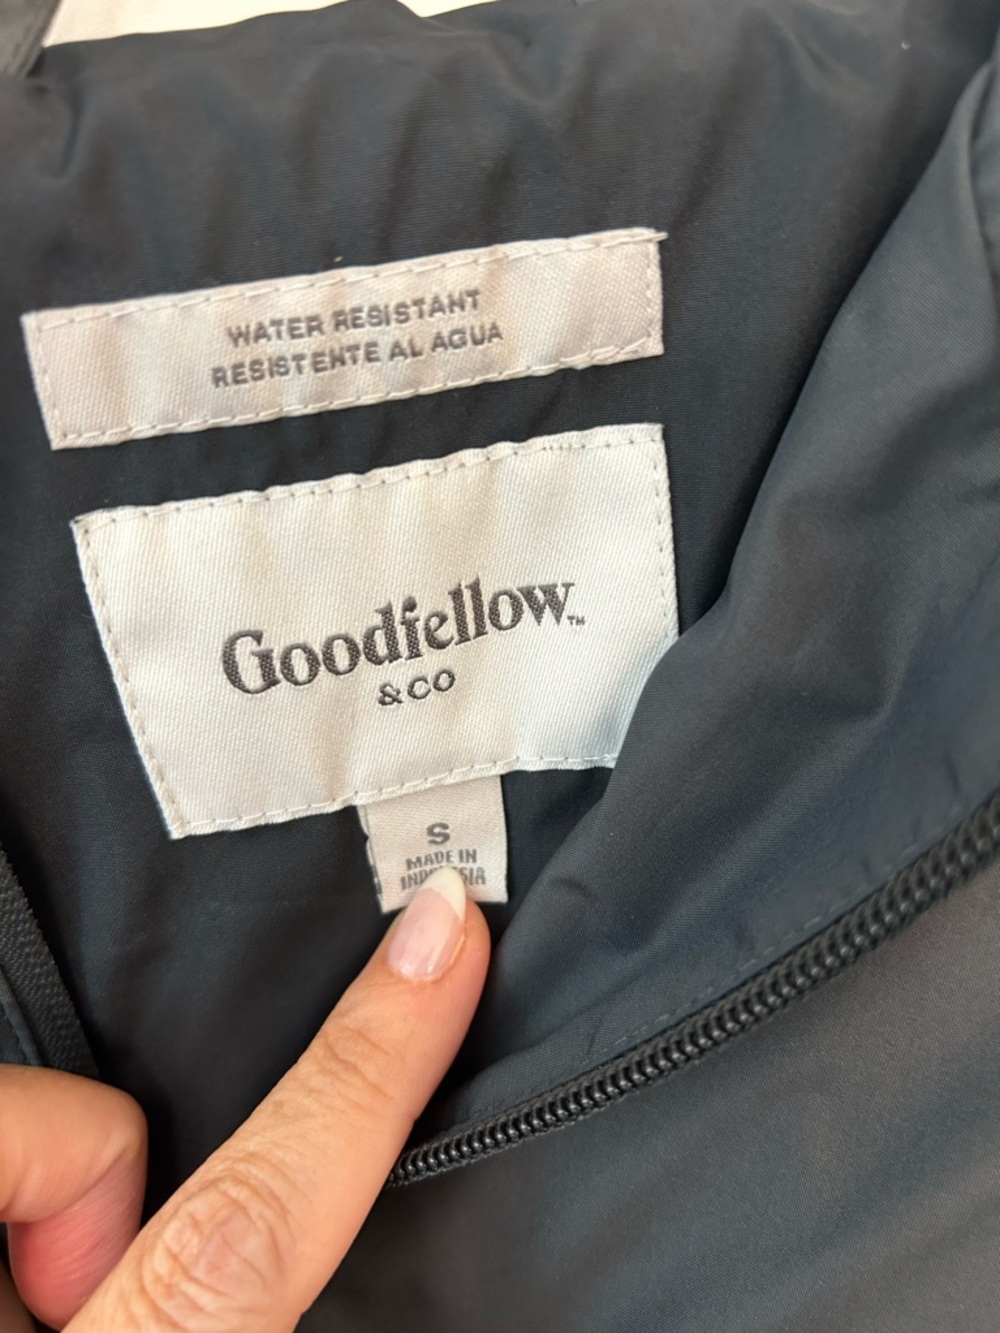 WATER RESISTANT
RESISTENTE AL AGUA
Goodfellow™
& CO
S
MADE IN